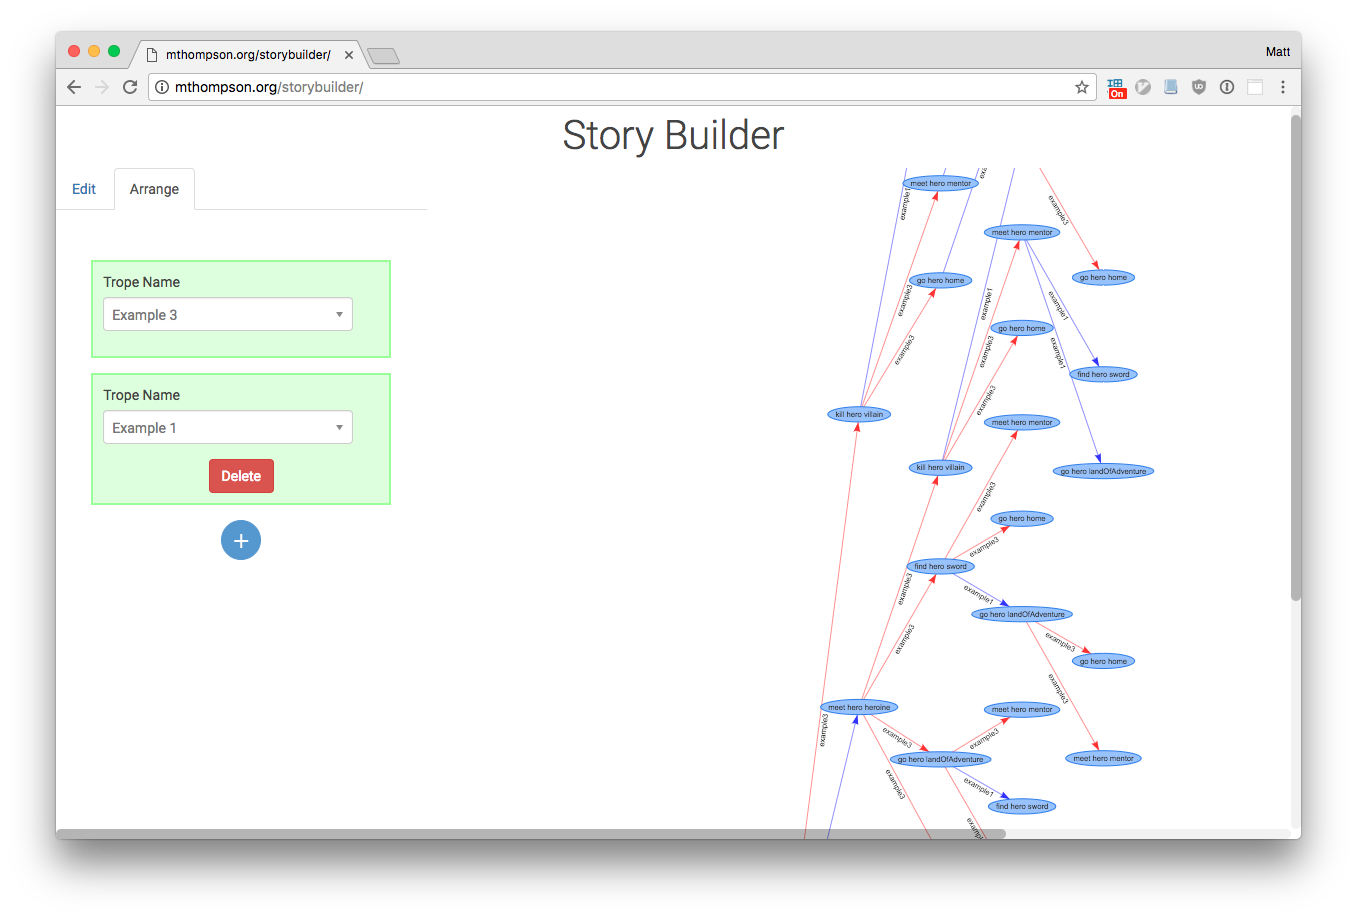 mthompson.org/storybuilder/
Matt
mthompson.org/storybuilder/
On
Story Builder
Edit
Arrange
Trope Name
Example 3
Trope Name
Example 1
Delete
+
meet hero mentor
example1
meet hero mentor
example3
go hero home
go hero home
example3
example1
example1
go hero home
example3
example3
example1
find hero sword
example3
kill hero villain
meet hero mentor
kill hero villain
go hero landOfAdventure
example3
go hero home
example3
find hero sword
example3
example1
go hero landOfAdventure
example3
example3
go hero home
example3
meet hero heroine
meet hero mentor
example3
example3
example3
go hero landOfAdventure
meet hero mentor
example3
example1
find hero sword